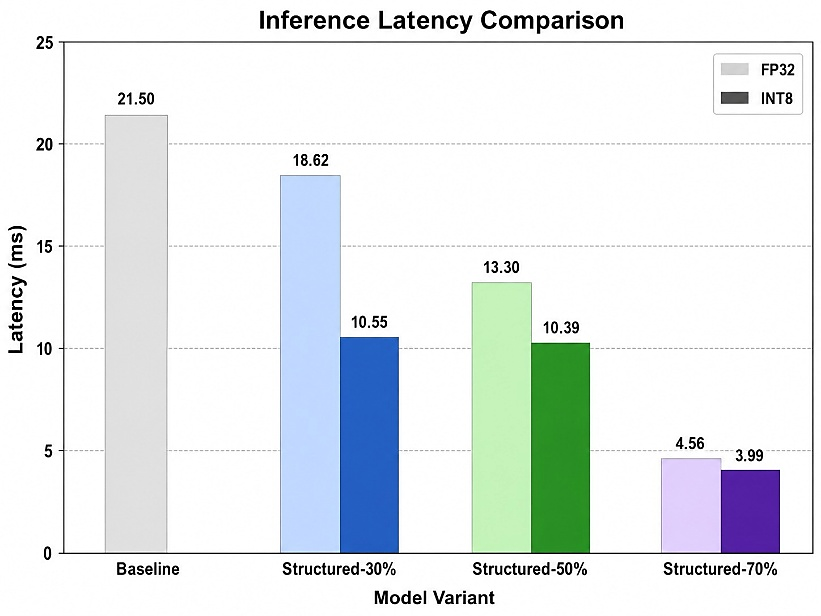 Inference Latency Comparison
25
20
15
10
5
0
Latency (ms)
FP32
INT8
21.50
18.62
10.55
13.30
10.39
4.56
3.99
Baseline
Structured-30%
Structured-50%
Structured-70%
Model Variant